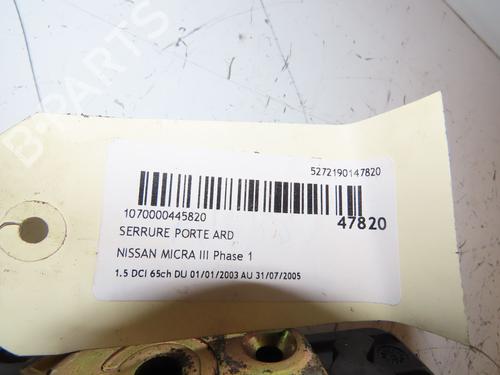 B-PARTS
5272190147820
1070000445820
47820
SERRURE PORTE ARD
NISSAN MICRA III Phase 1
1.5 DCI 65ch DU 01/01/2003 AU 31/07/2005